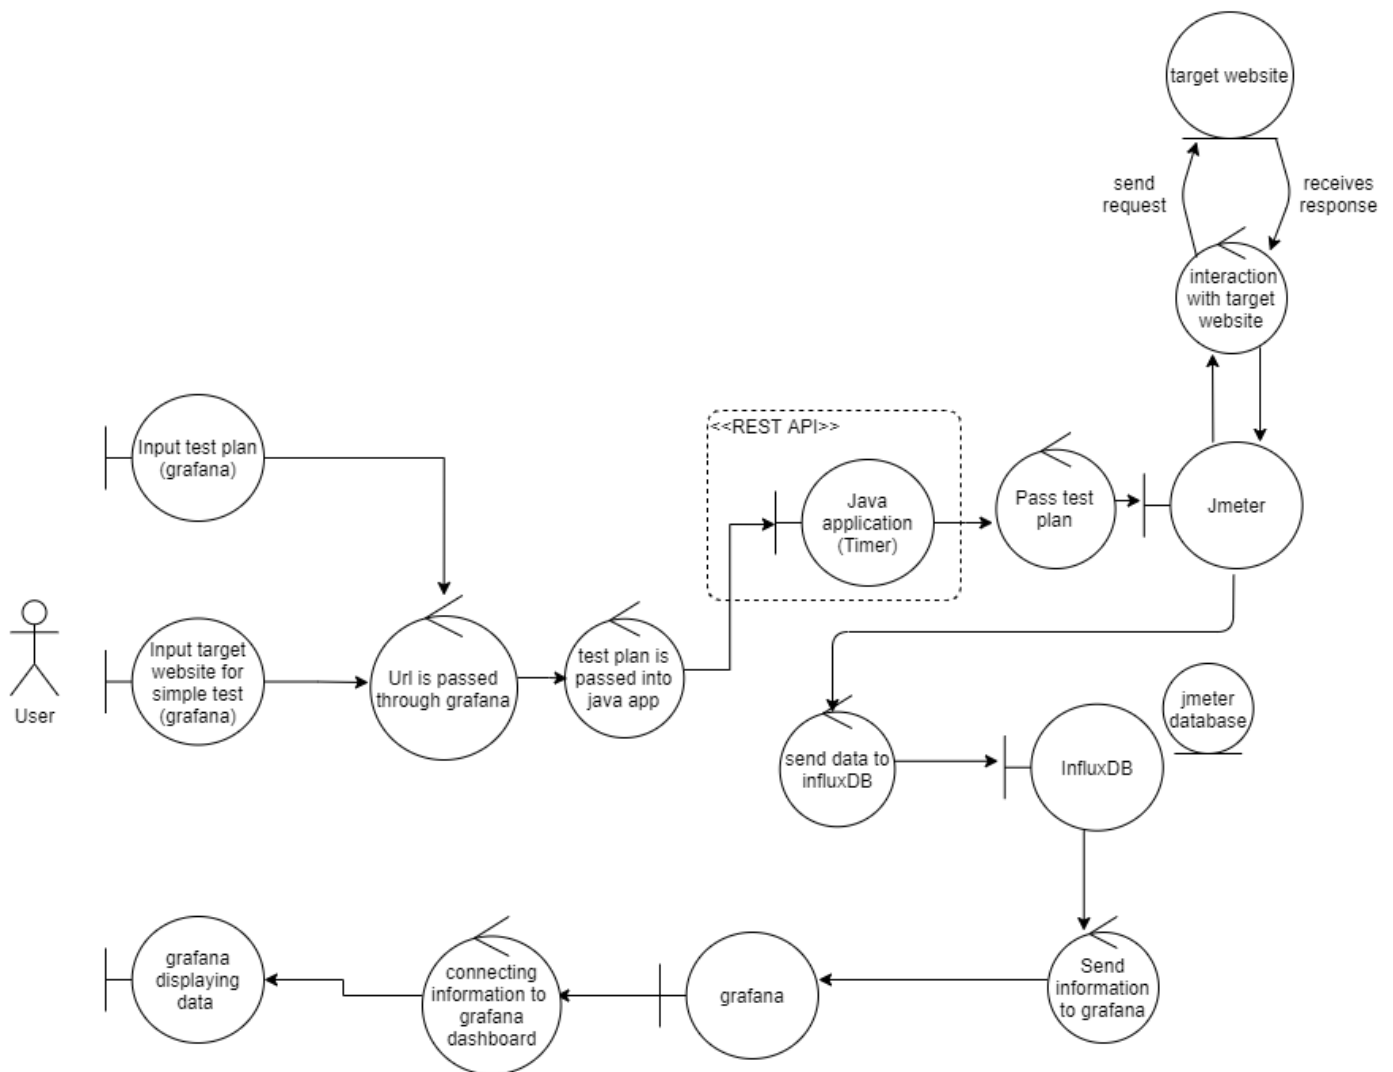 target website
send
request
receives
response
interaction
with target
website
Input test plan
(grafana)
<<REST API>>
Java
application
(Timer)
Pass test
plan
Jmeter
User
Input target
website for
simple test
(grafana)
Url is passed
through grafana
test plan is
passed into
java app
send data to
influxDB
InfluxDB
jmeter
database
grafana
displaying
data
connecting
information to
grafana
dashboard
grafana
Send
information
to grafana